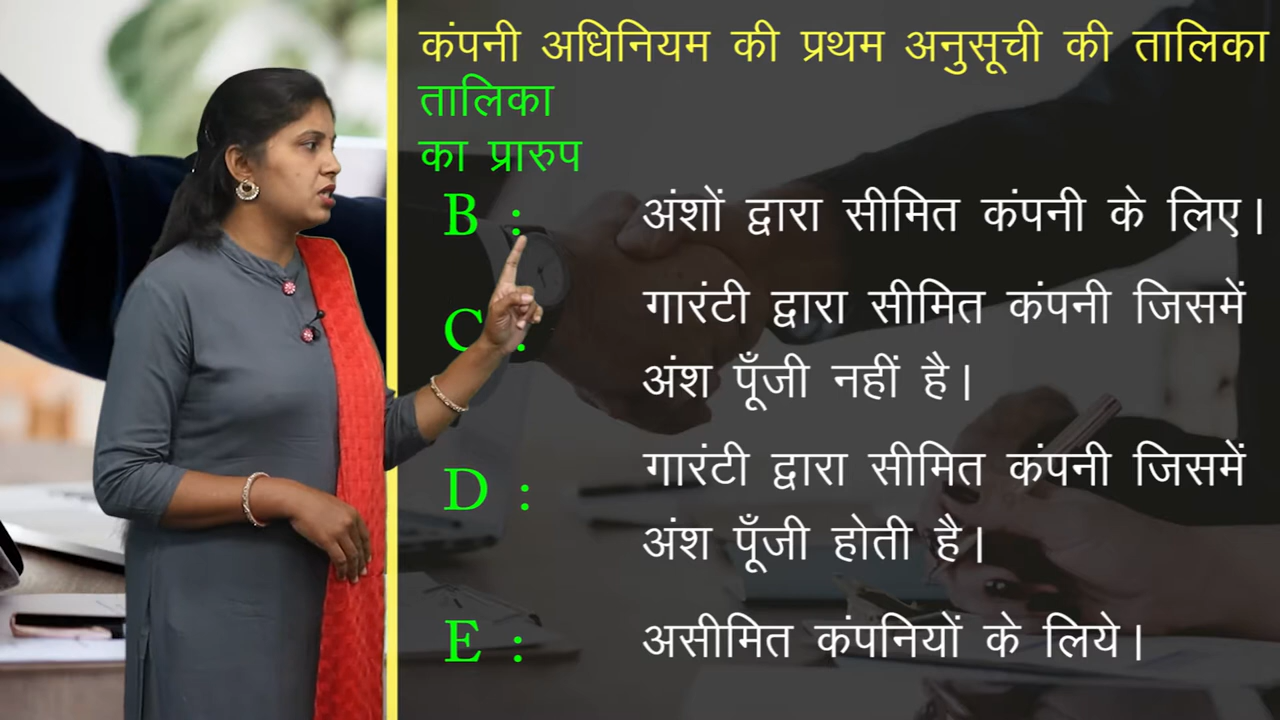 कंपनी अधिनियम की प्रथम अनुसूची की तालिका
तालिका
का प्रारुप
B : अंशों द्वारा सीमित कंपनी के लिए।
C : गारंटी द्वारा सीमित कंपनी जिसमें
अंश पूँजी नहीं है।
D : गारंटी द्वारा सीमित कंपनी जिसमें
अंश पूँजी होती है।
E : असीमित कंपनियों के लिये।